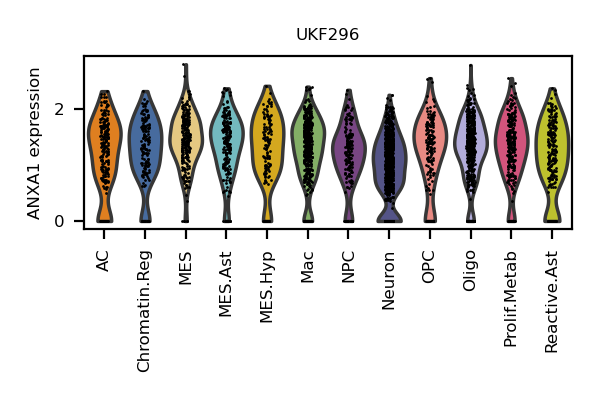 UKF296
ANXA1 expression
2
0
AC
Chromatin.Reg
MES
MES.Ast
MES.Hyp
Mac
NPC
Neuron
OPC
Oligo
Prolif.Metab
Reactive.Ast